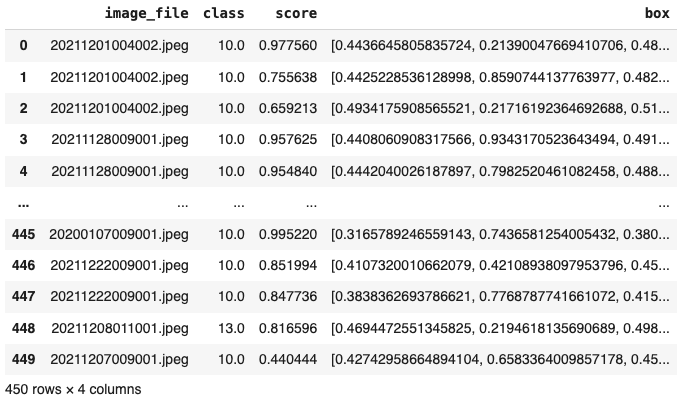 image_file class score box
0 20211201004002.jpeg 10.0 0.977560 [0.4436645805835724, 0.21390047669410706, 0.48...
1 20211201004002.jpeg 10.0 0.755638 [0.4425228536128998, 0.8590744137763977, 0.482...
2 20211201004002.jpeg 10.0 0.659213 [0.4934175908565521, 0.21716192364692688, 0.51...
3 20211128009001.jpeg 10.0 0.957625 [0.4408060908317566, 0.9343170523643494, 0.491...
4 20211128009001.jpeg 10.0 0.954840 [0.4442040026187897, 0.7982520461082458, 0.488...
... ... ... ... ...
445 20200107009001.jpeg 10.0 0.995220 [0.3165789246559143, 0.7436581254005432, 0.380...
446 20211222009001.jpeg 10.0 0.851994 [0.4107320010662079, 0.42108938097953796, 0.45...
447 20211222009001.jpeg 10.0 0.847736 [0.3838362693786621, 0.7768787741661072, 0.415...
448 20211208011001.jpeg 13.0 0.816596 [0.4694472551345825, 0.2194618135690689, 0.498...
449 20211207009001.jpeg 10.0 0.440444 [0.42742958664894104, 0.6583364009857178, 0.45...
450 rows × 4 columns